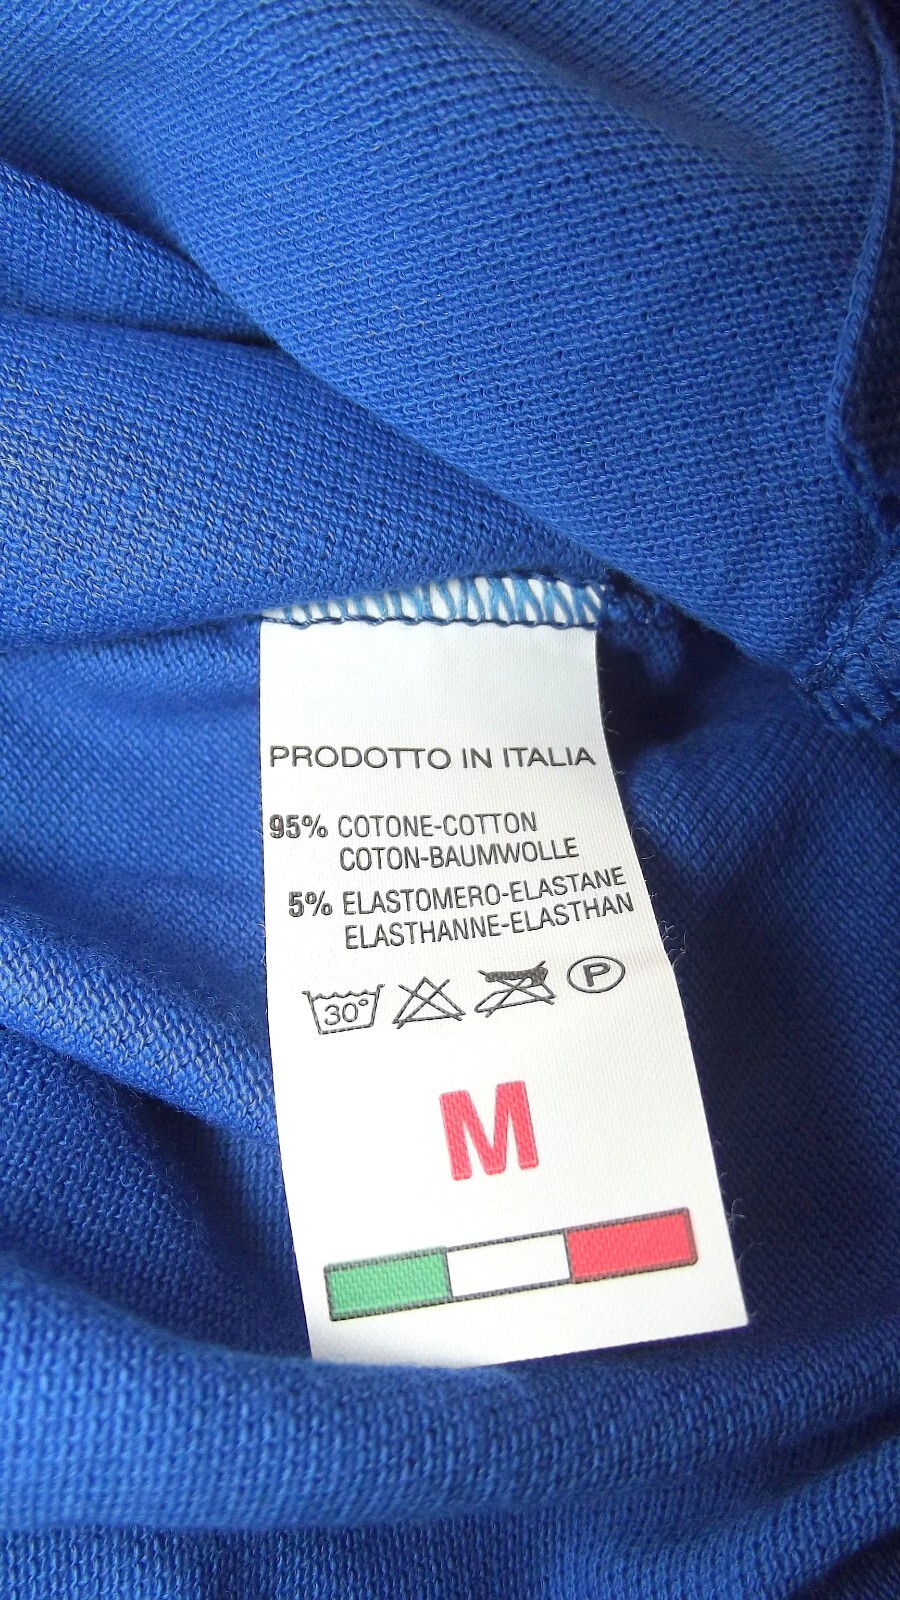 PRODOTTO IN ITALIA
95% COTONE-COTTON
COTON-BAUMWOLLE
5% ELASTOMERO-ELASTANE
ELASTHANNE-ELASTHAN
30° P
M